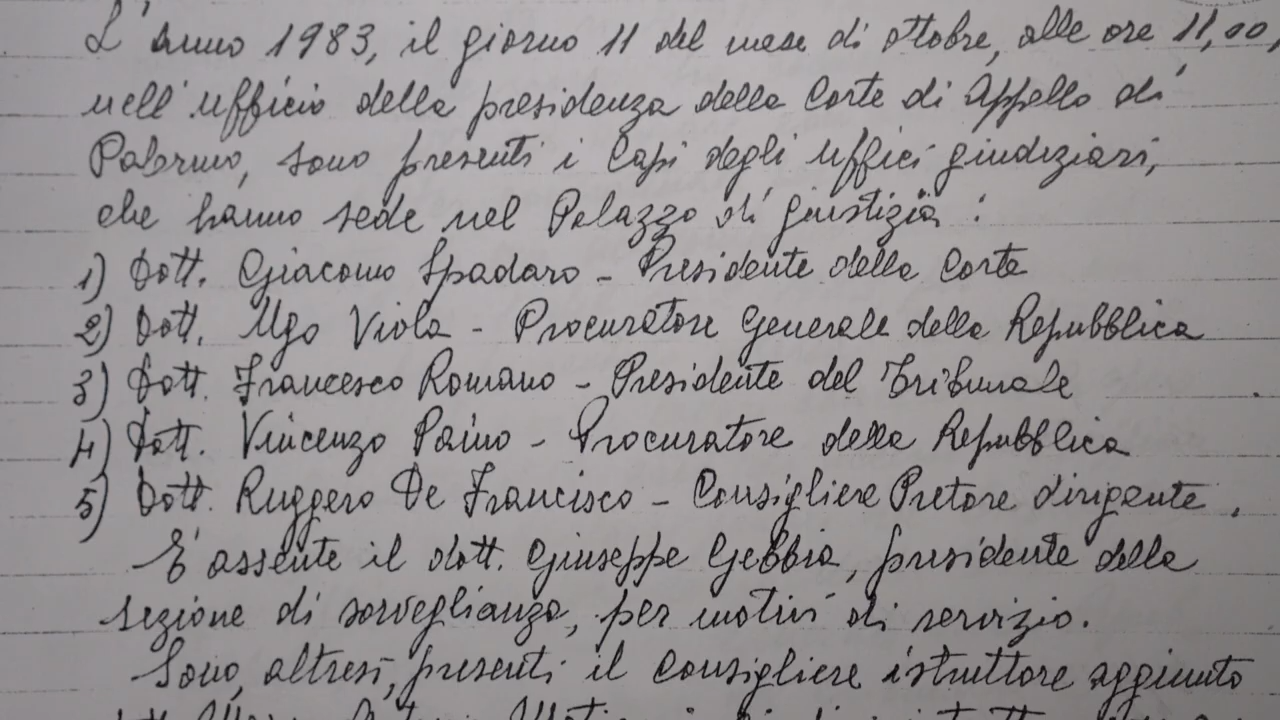 L'anno 1983, il giorno 11 del mese di ottobre, alle ore 11,00,
nell'ufficio della presidenza della Corte di Appello di
Palermo, sono presenti i Capi degli uffici giudiziari,
che hanno sede nel Palazzo di giustizia :
1) Dott. Giacomo Spadaro - Presidente della Corte
2) Dott. Ugo Viola - Procuratore Generale della Repubblica
3) Dott. Francesco Romano - Presidente del Tribunale
4) Dott. Vincenzo Paino - Procuratore della Repubblica
5) Dott. Ruggero De Francisco - Consigliere Pretore dirigente.
E' assente il dott. Giuseppe Gebbia, presidente della
sezione di sorveglianza, per motivi di servizio.
Sono, altresì, presenti il Consigliere istruttore aggiunto